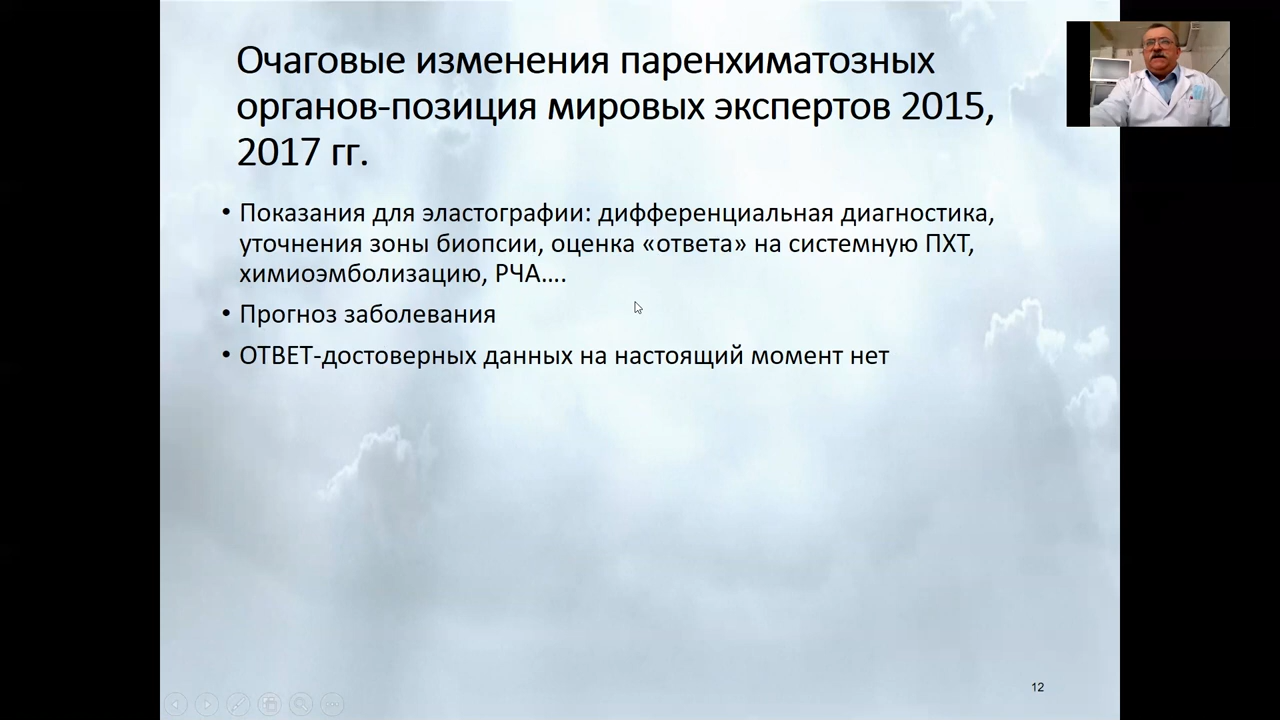 Очаговые изменения паренхиматозных
органов-позиция мировых экспертов 2015,
2017 гг.
• Показания для эластографии: дифференциальная диагностика,
уточнения зоны биопсии, оценка «ответа» на системную ПХТ,
химиоэмболизацию, РЧА….
• Прогноз заболевания
• ОТВЕТ-достоверных данных на настоящий момент нет
12